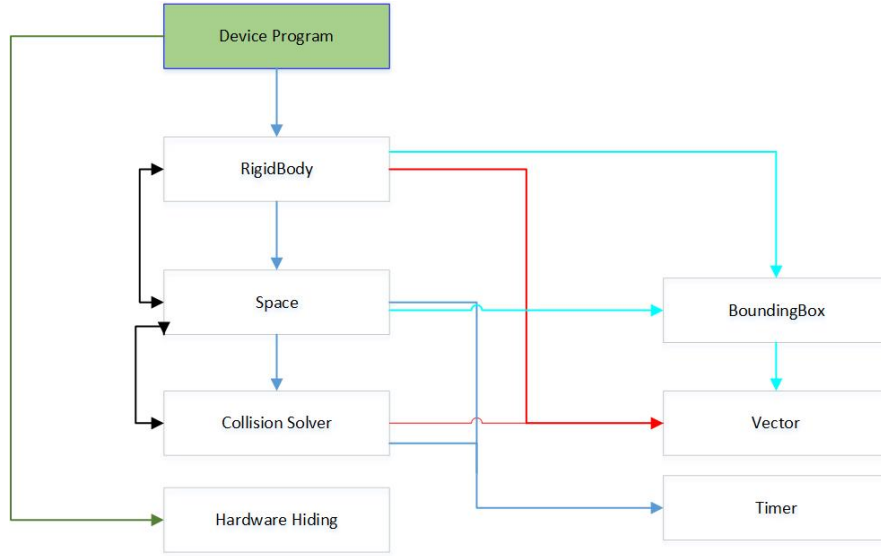 Device Program
RigidBody
Space
BoundingBox
Collision Solver
Vector
Hardware Hiding
Timer